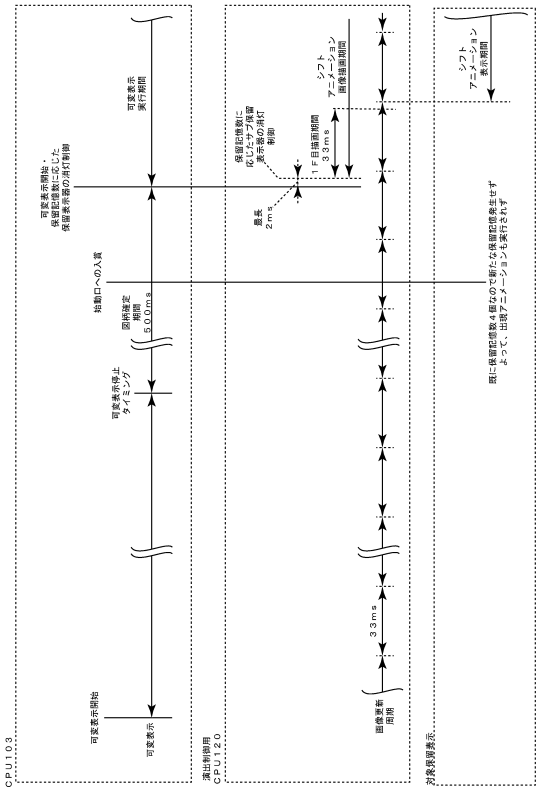 CPU103
可変表示開始
可変表示
可変表示停止
タイミング
図柄確定
期間
500ms
始動口への入賞
可変表示開始・
保留記憶数に応じた
保留表示器の消灯制御
可変表示
実行期間
演出制御用
CPU120
画像更新
周期
33ms
最長
2ms
保留記憶数に
応じたサブ保留
表示器の消灯
制御
1F目描画期間
33ms
シフト
アニメーション
画像描画期間
対象保留表示
既に保留記憶数4個なので新たな保留記憶発生せず
よって、出現アニメーションも実行されず
シフト
アニメーション
表示期間